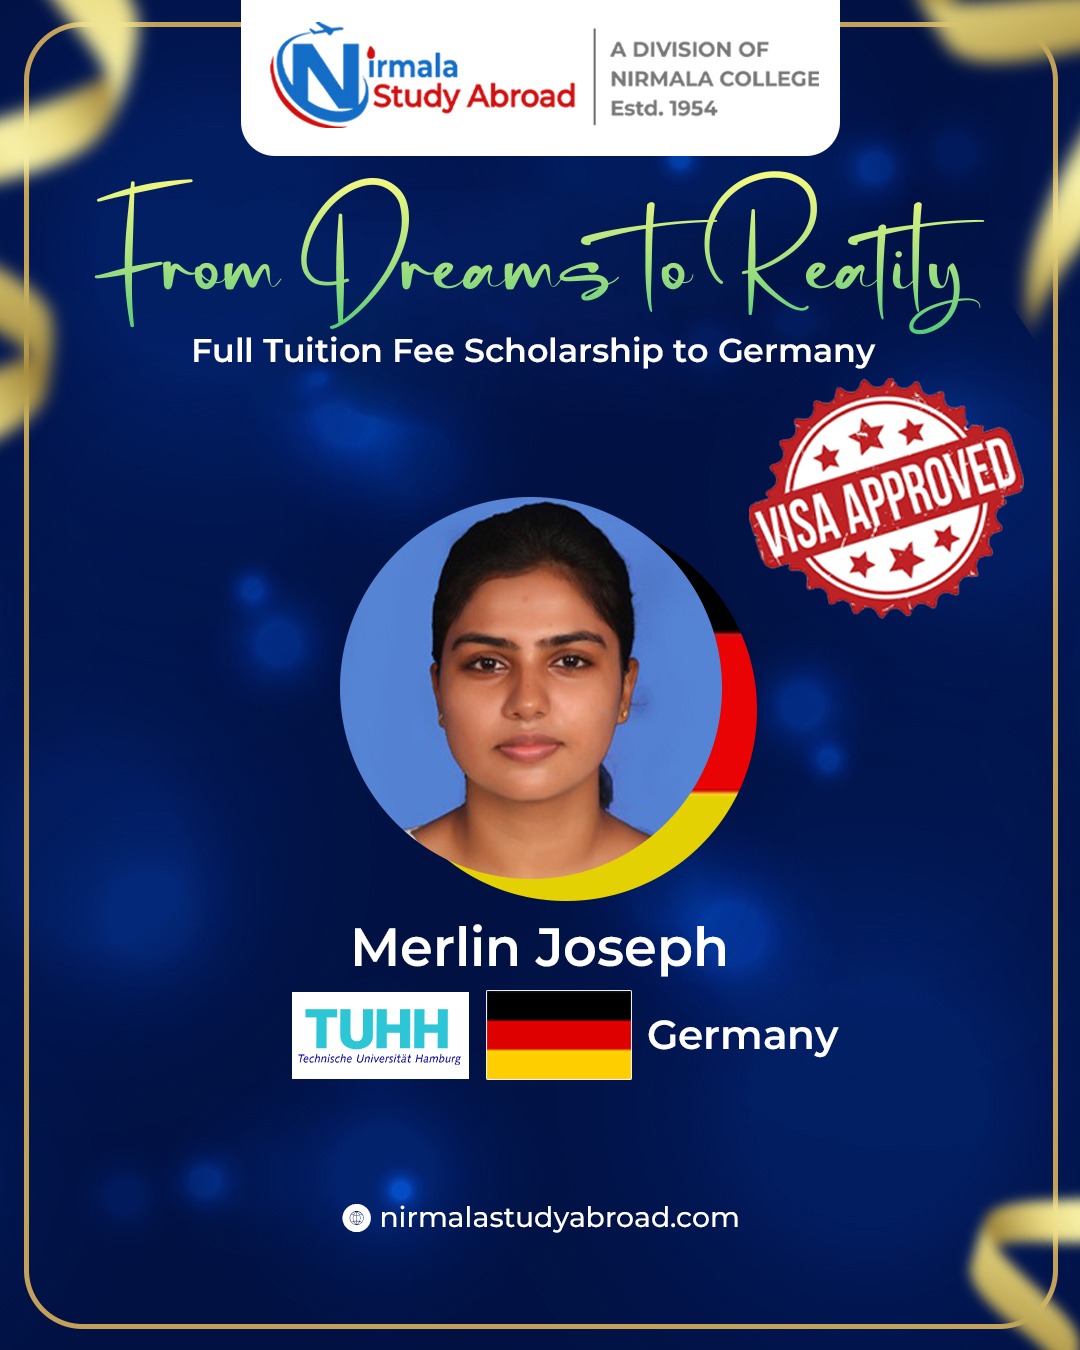 Nirmala
Study Abroad
A DIVISION OF
NIRMALA COLLEGE
Estd. 1954
From Dreams to Reality
Full Tuition Fee Scholarship to Germany
VISA APPROVED
Merlin Joseph
TUHH
Technische Universität Hamburg
Germany
nirmalastudyabroad.com